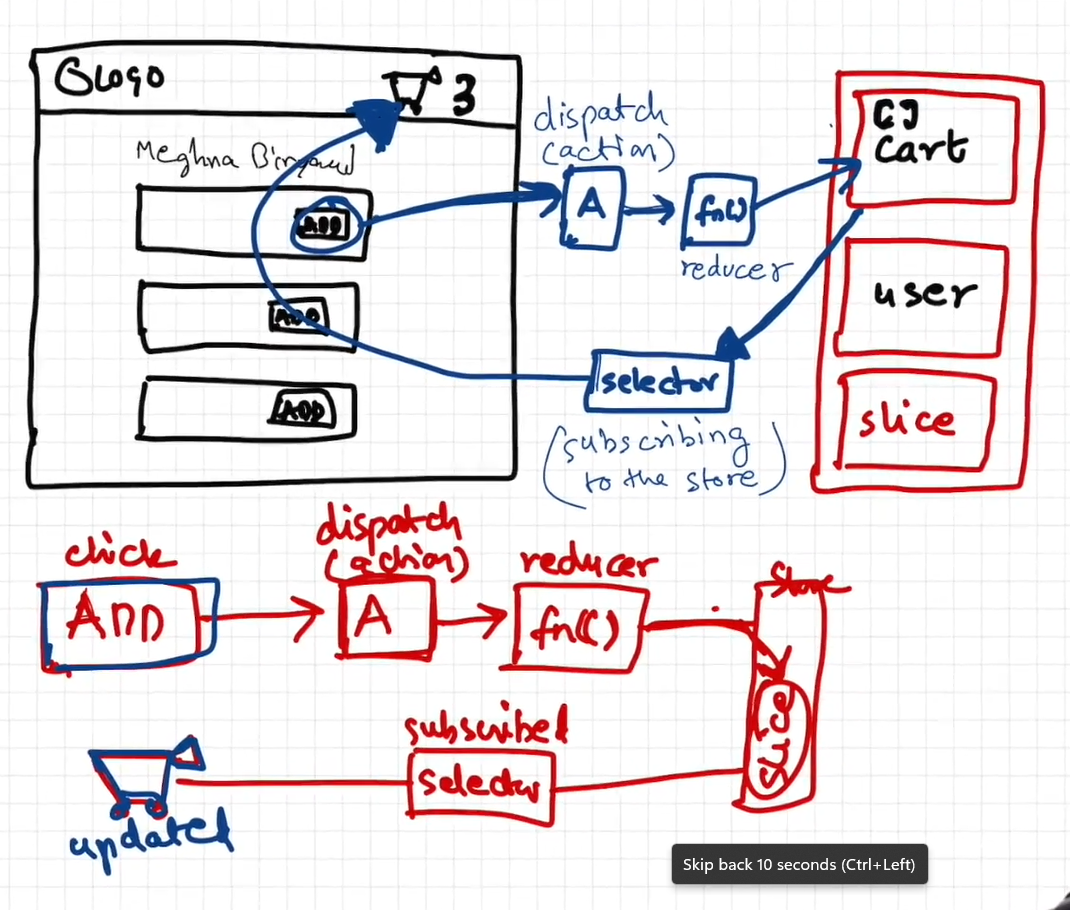 Logo
3
dispatch
(action)
Meghna
A
fn()
reducer
Cart
ADD
ADD
ADD
user
selector
(subscribing
to the store)
slice
click
dispatch
(action)
reducer
Store
ADD
A
fn()
slice
subscribed
selector
updated
Skip back 10 seconds (Ctrl+Left)